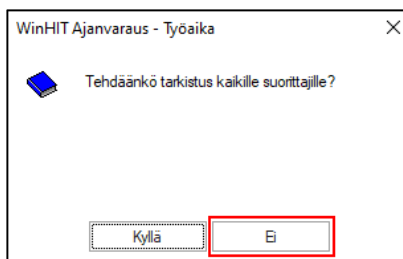 WinHIT Ajanvaraus - Työaika
Tehdäänkö tarkistus kaikille suorittajille?
Kyllä Ei